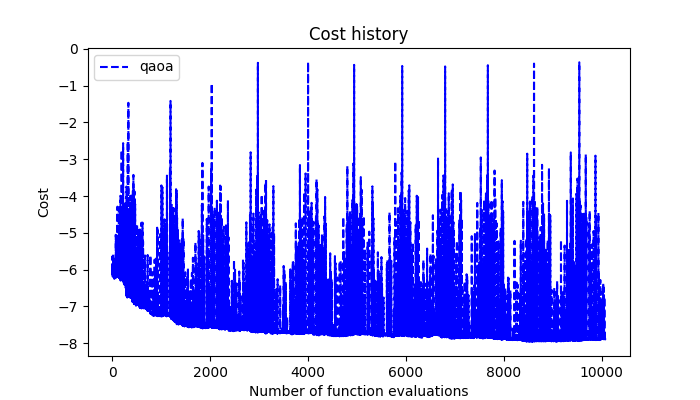 Cost history
qaoa
0
−1
−2
−3
−4
−5
−6
−7
−8
Cost
0 2000 4000 6000 8000 10000
Number of function evaluations